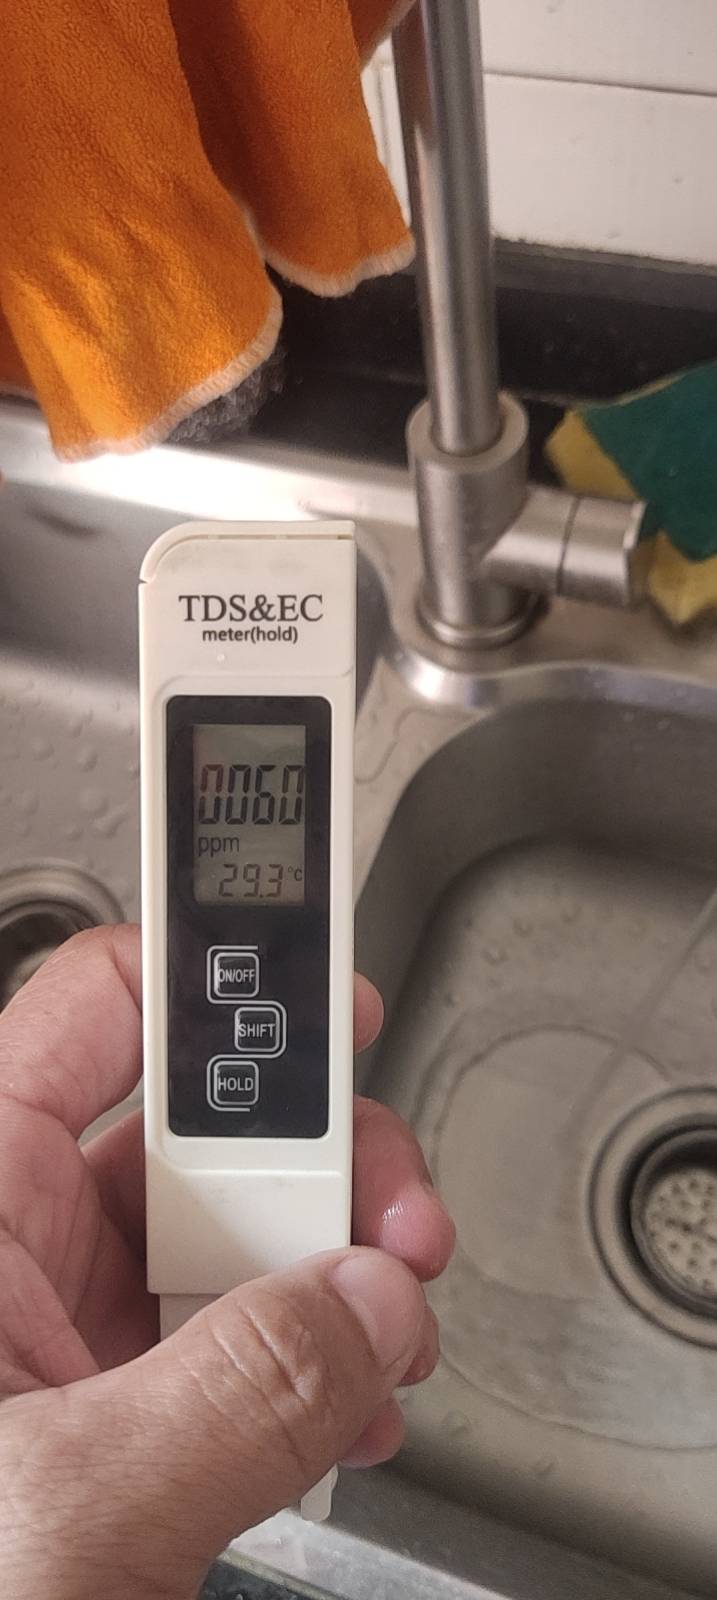 TDS&EC
meter(hold)
0060
ppm
29.3°C
ON/OFF
SHIFT
HOLD